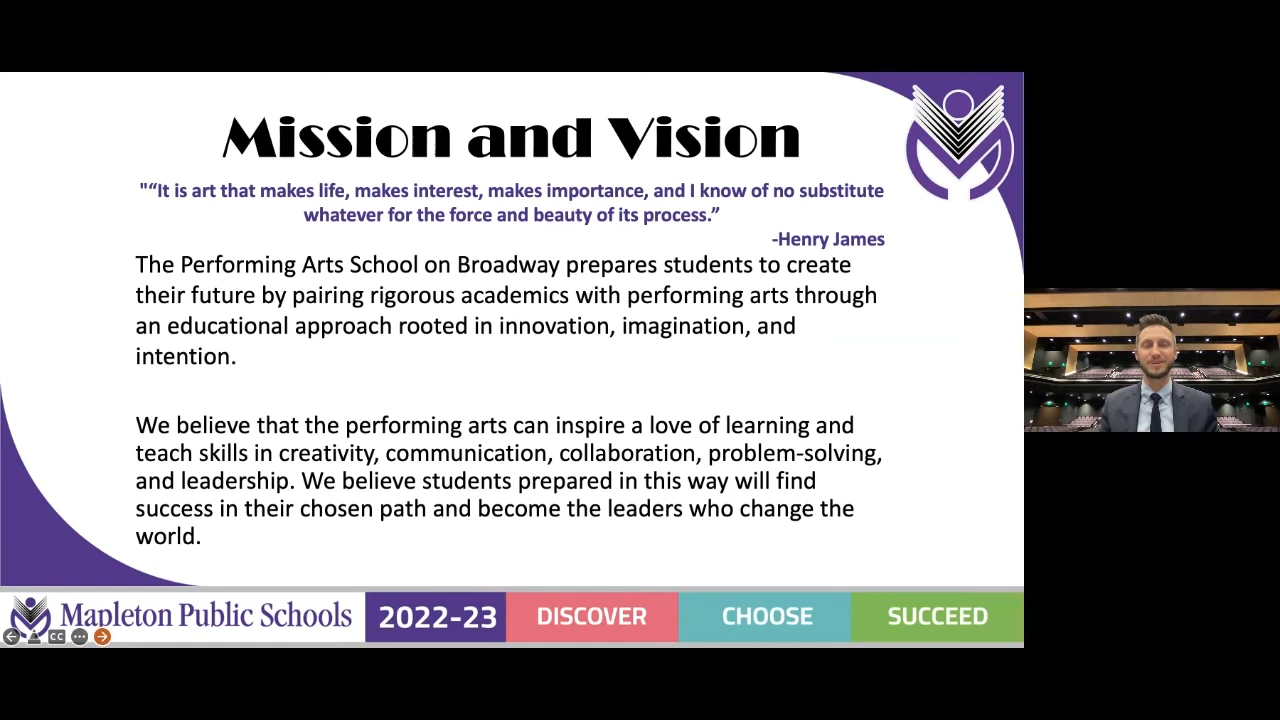 Mission and Vision
"“It is art that makes life, makes interest, makes importance, and I know of no substitute
whatever for the force and beauty of its process.”
-Henry James
The Performing Arts School on Broadway prepares students to create
their future by pairing rigorous academics with performing arts through
an educational approach rooted in innovation, imagination, and
intention.
We believe that the performing arts can inspire a love of learning and
teach skills in creativity, communication, collaboration, problem-solving,
and leadership. We believe students prepared in this way will find
success in their chosen path and become the leaders who change the
world.
Mapleton Public Schools 2022-23 DISCOVER CHOOSE SUCCEED
CC